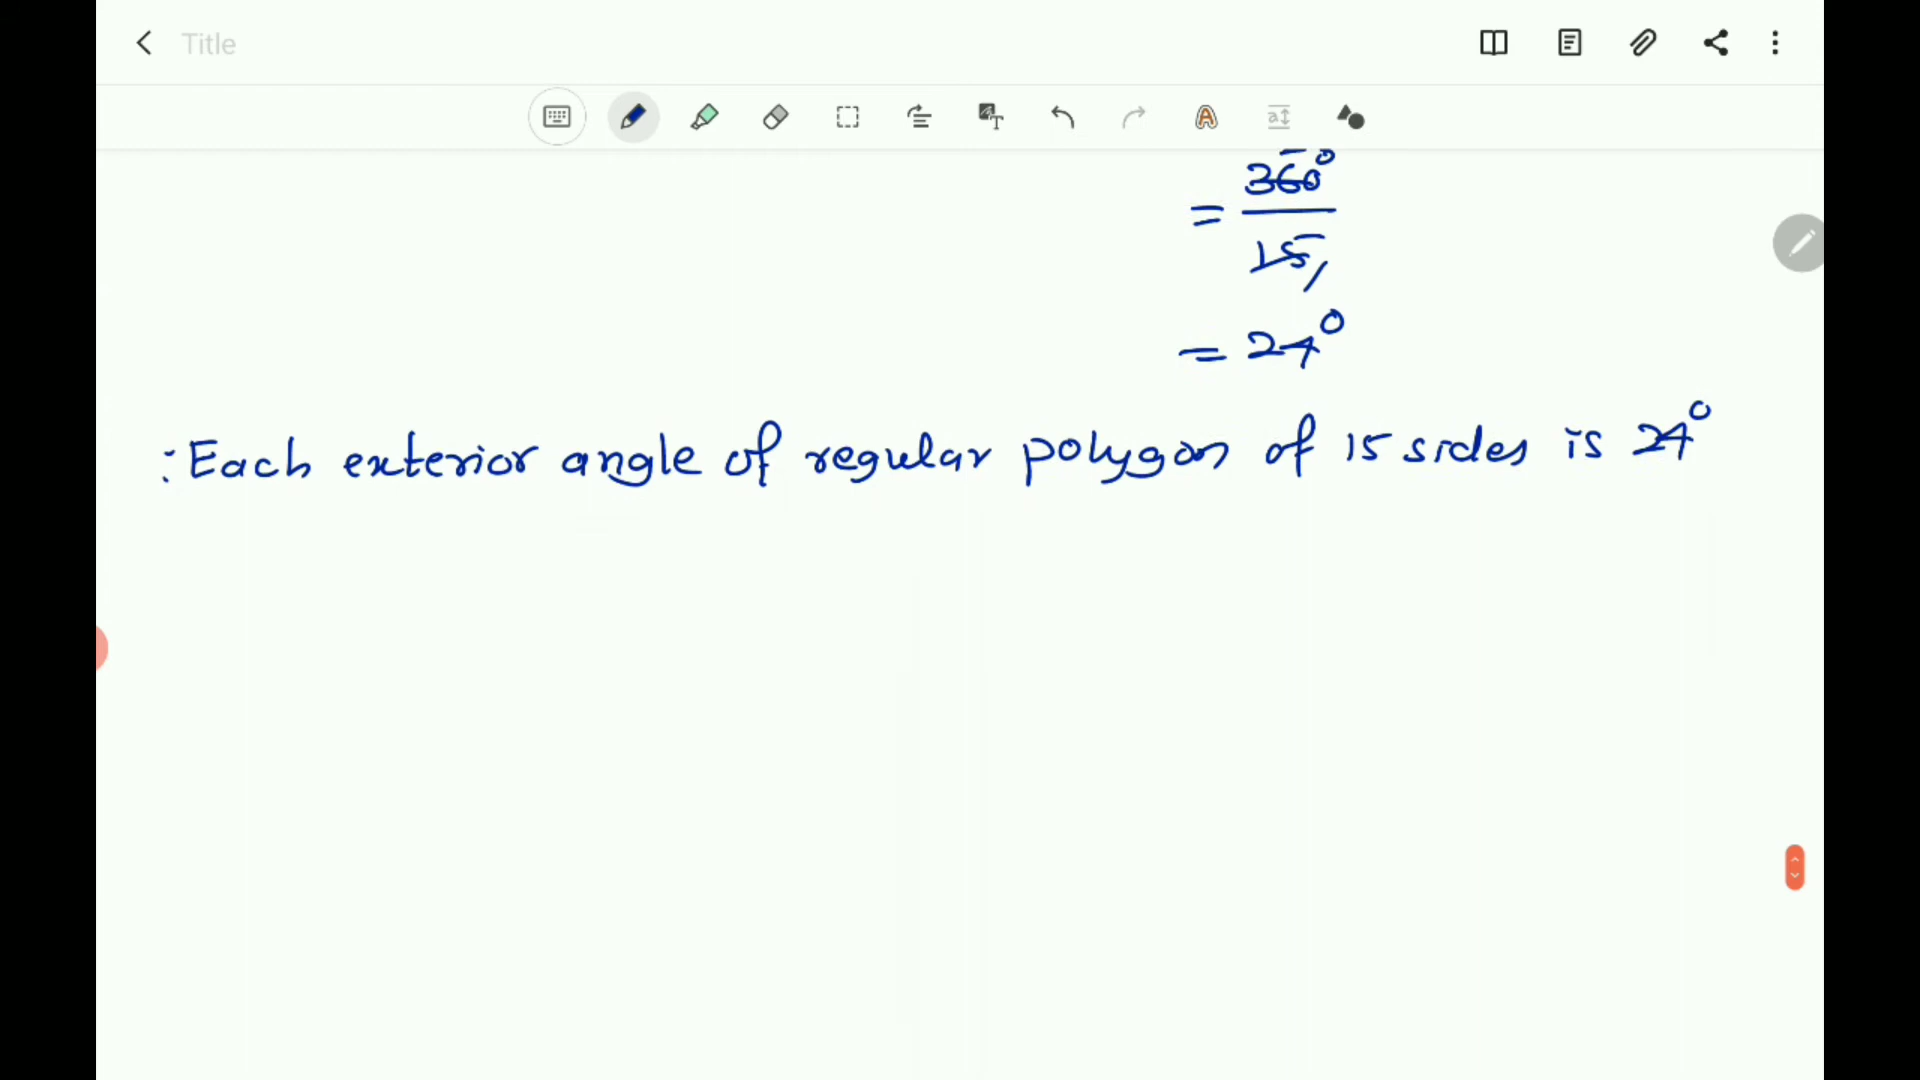 Title
= 360°
15
= 24°
∴ Each exterior angle of regular polygon of 15 sides is 24°